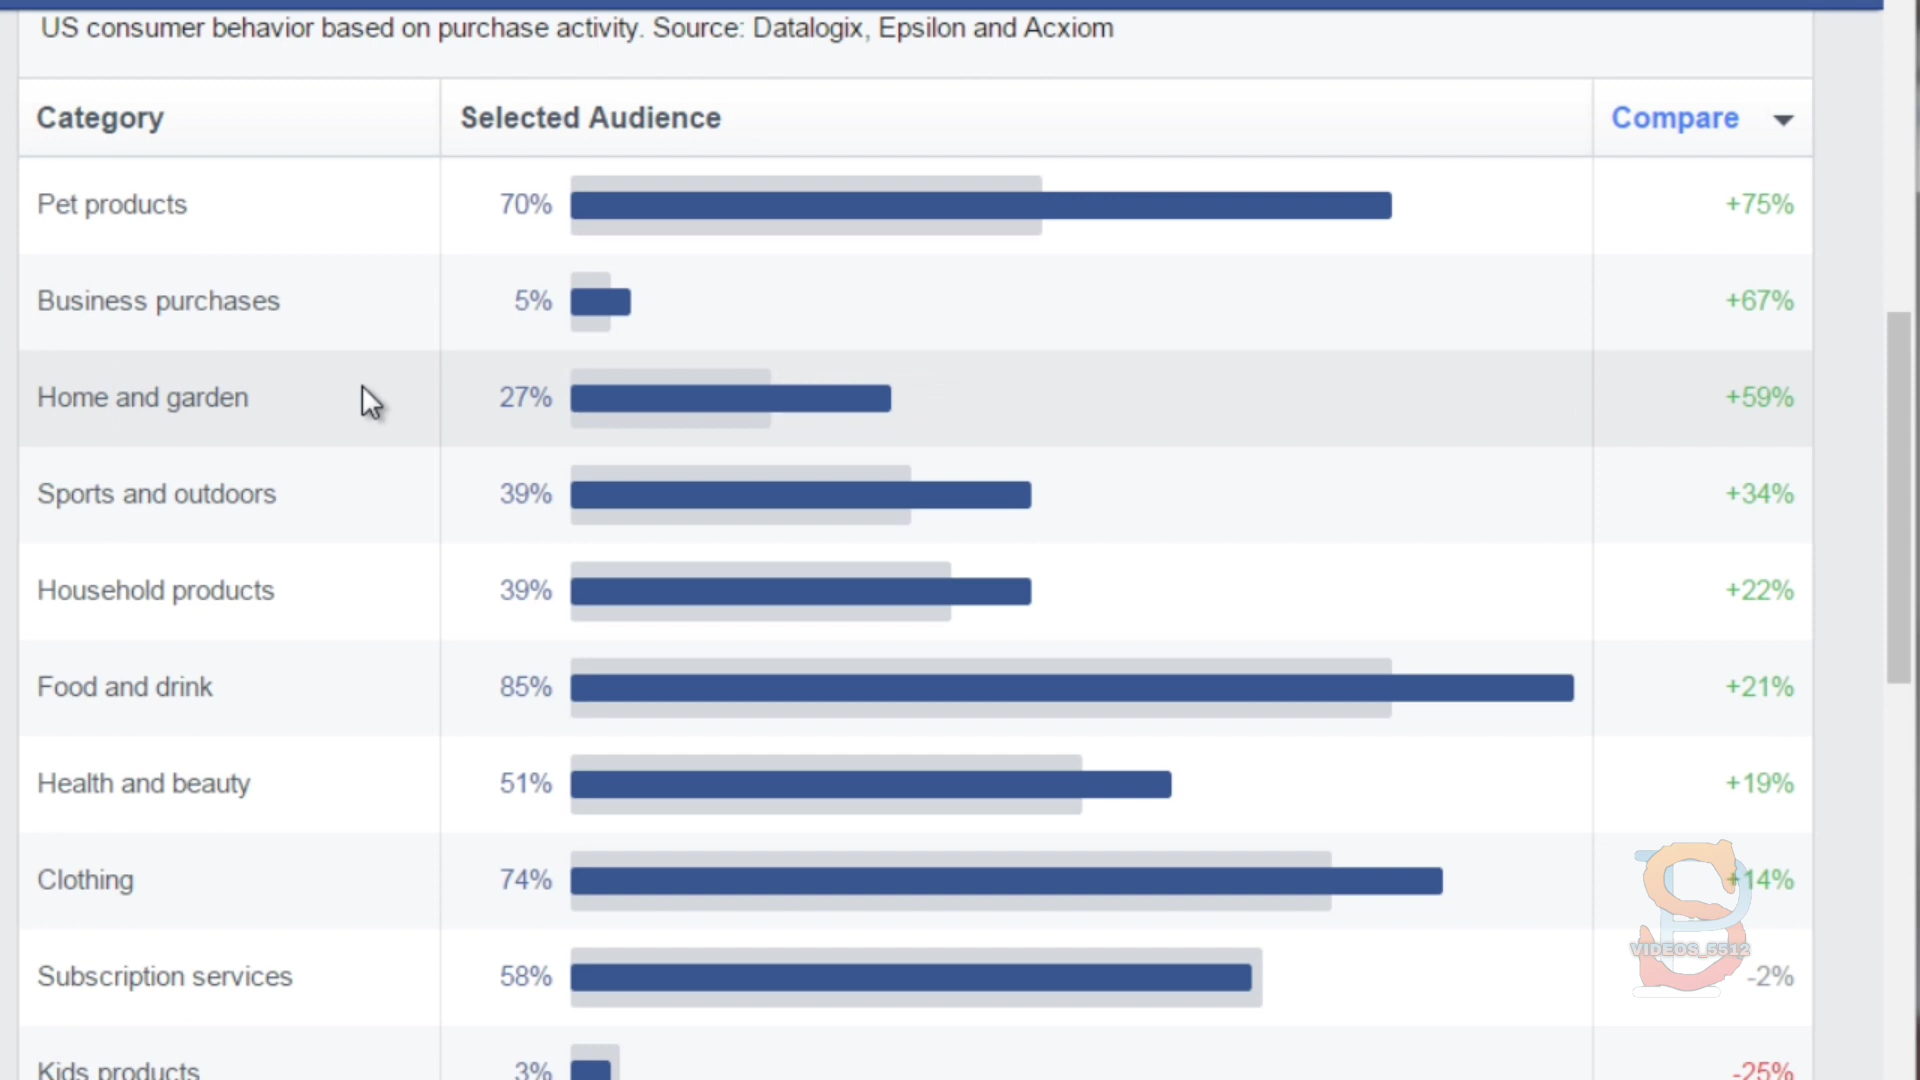 US consumer behavior based on purchase activity. Source: Datalogix, Epsilon and Acxiom
Category Selected Audience Compare
Pet products 70% +75%
Business purchases 5% +67%
Home and garden 27% +59%
Sports and outdoors 39% +34%
Household products 39% +22%
Food and drink 85% +21%
Health and beauty 51% +19%
Clothing 74% +14%
VIDEOS_5512
Subscription services 58% -2%
Kids products 3% -25%